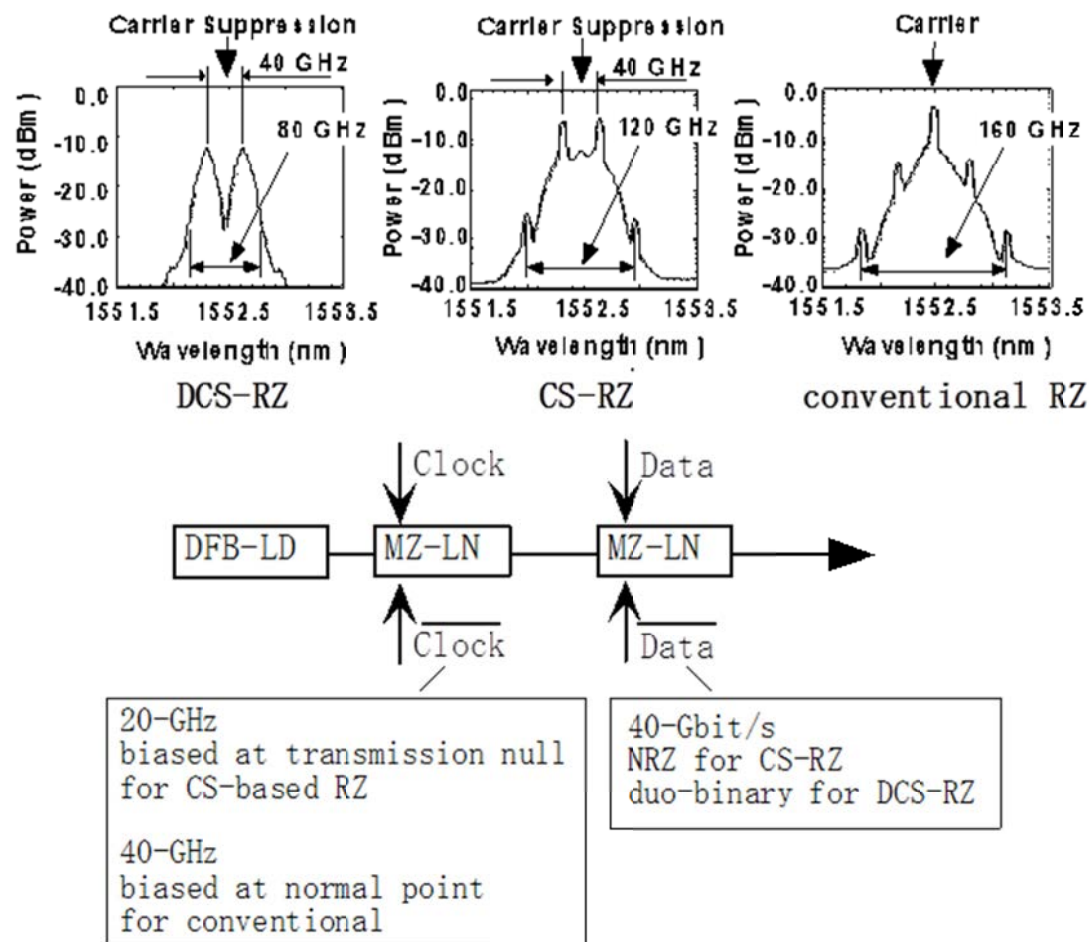 Carrier Suppression
40 GHz
80 GHz
0.0
-10.0
-20.0
-30.0
-40.0
Power (dBm)
1551.5 1552.5 1553.5
Wavelength (nm)
DCS-RZ
Carrier Suppression
40 GHz
120 GHz
0.0
-10.0
-20.0
-30.0
-40.0
Power (dBm)
1551.5 1552.5 1553.5
Wavelength (nm)
CS-RZ
Carrier
160 GHz
0.0
-10.0
-20.0
-30.0
-40.0
Power (dBm)
1551.5 1552.5 1553.5
Wavelength (nm)
conventional RZ
Clock
Data
DFB-LD
MZ-LN
MZ-LN
Clock
Data
20-GHz
biased at transmission null
for CS-based RZ
40-GHz
biased at normal point
for conventional
40-Gbit/s
NRZ for CS-RZ
duo-binary for DCS-RZ